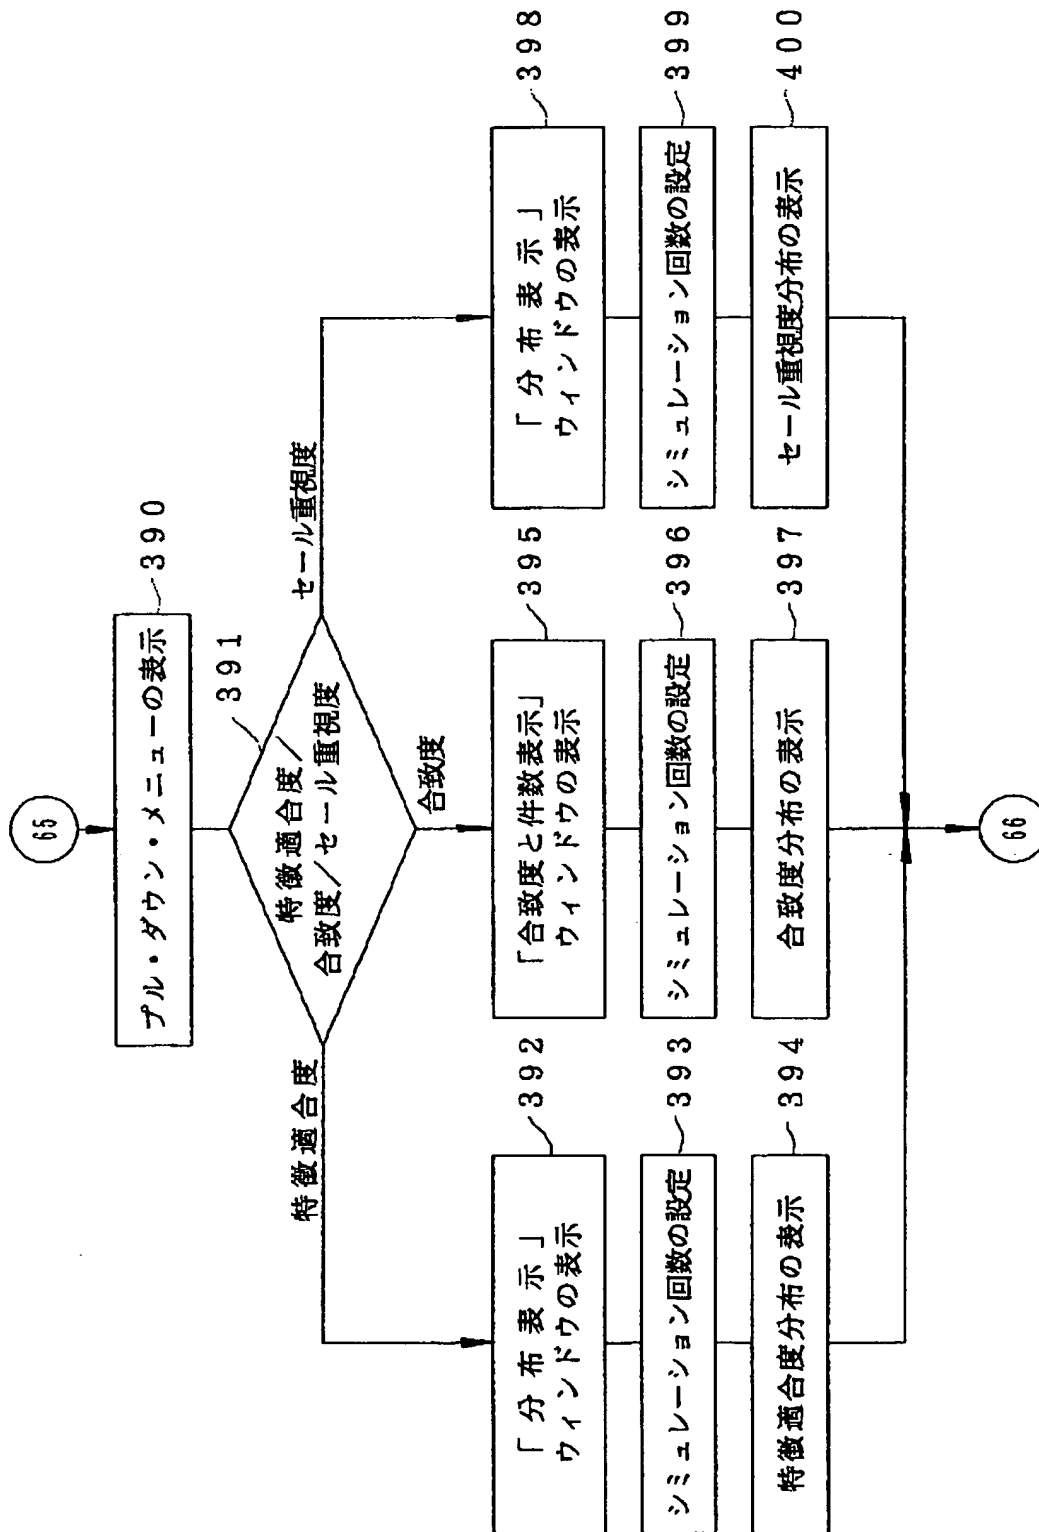 65
プル・ダウン・メニューの表示
390
391
特徴適合度／
合致度／セール重視度
特徴適合度
合致度
セール重視度
「分布表示」
ウィンドウの表示
392
シミュレーション回数の設定
393
特徴適合度分布の表示
394
「合致度と件数表示」
ウィンドウの表示
395
シミュレーション回数の設定
396
合致度分布の表示
397
「分布表示」
ウィンドウの表示
398
シミュレーション回数の設定
399
セール重視度分布の表示
400
66